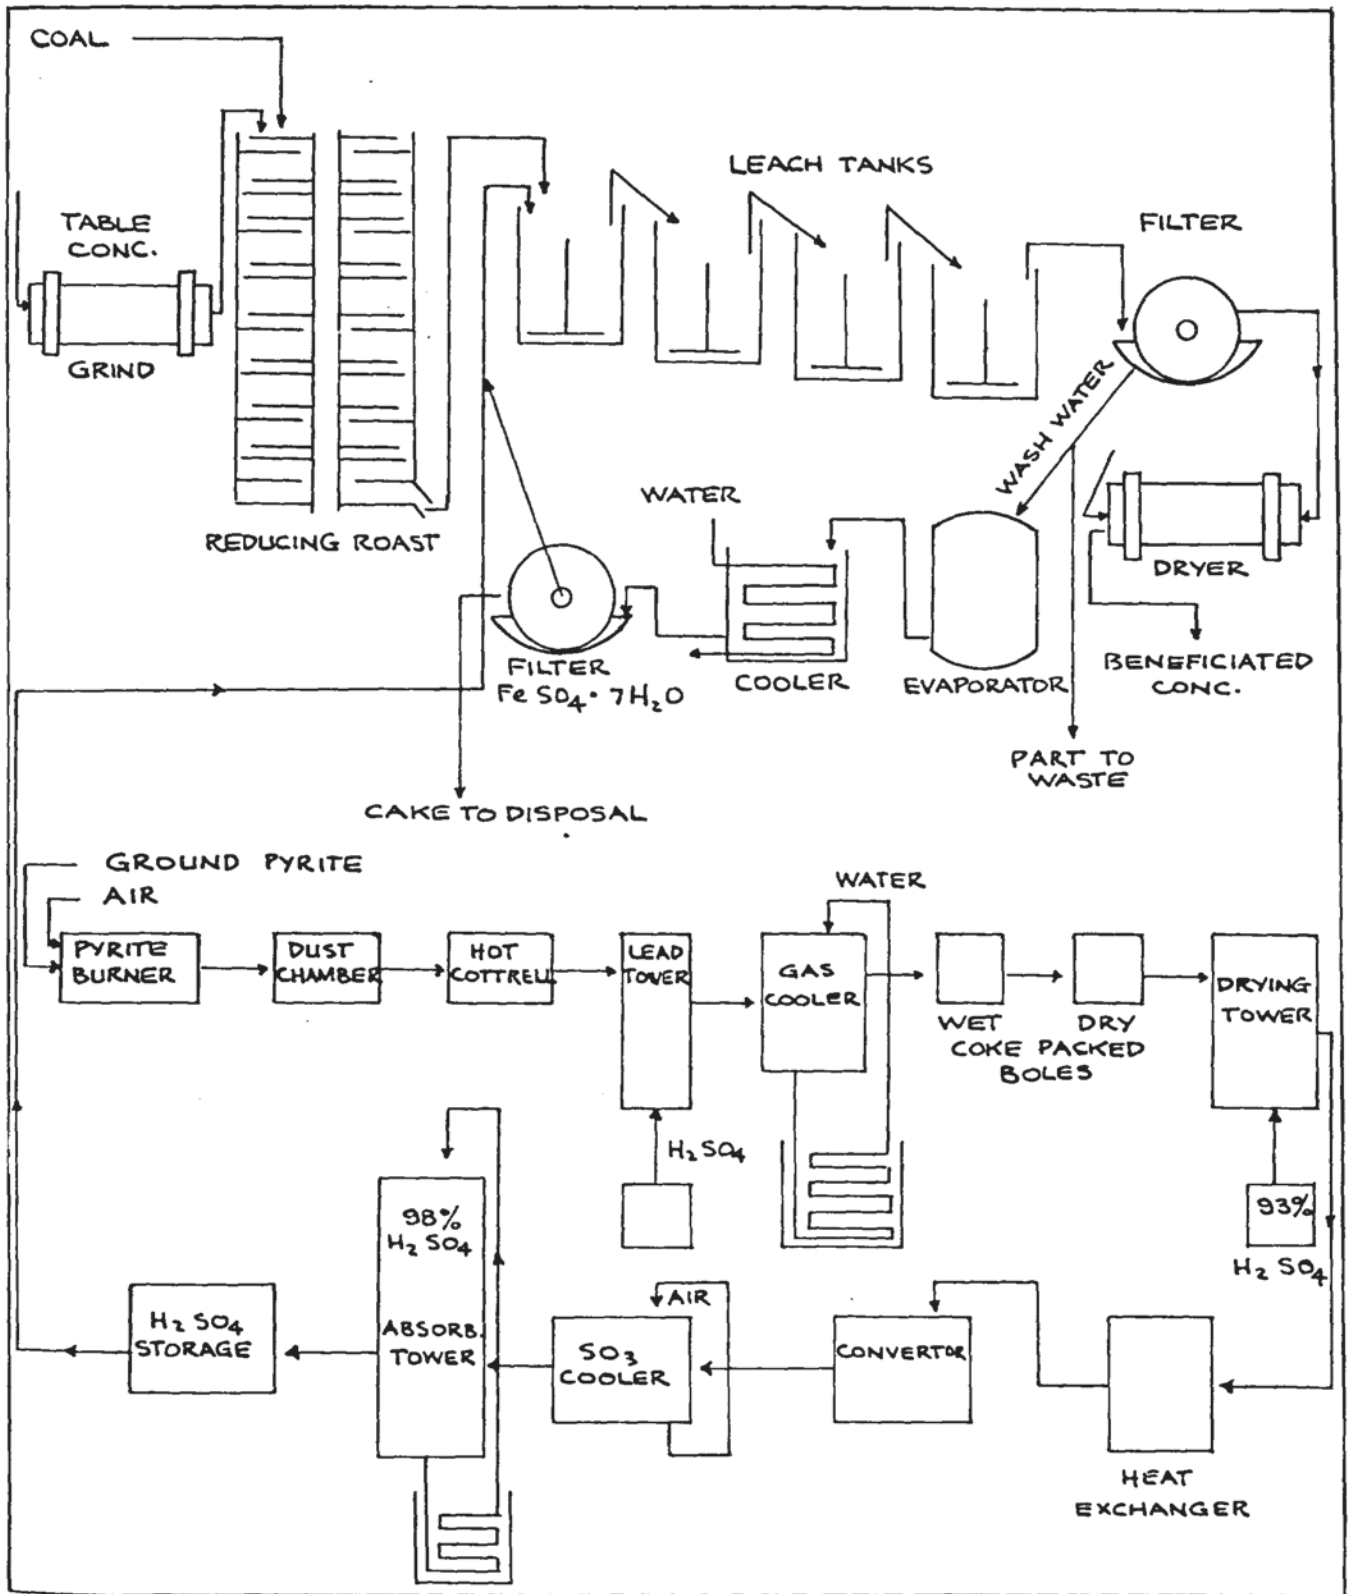 COAL
LEACH TANKS
TABLE
CONC.
FILTER
GRIND
WASH WATER
WATER
REDUCING ROAST
DRYER
FILTER
FeSO₄·7H₂O
COOLER
EVAPORATOR
BENEFICIATED
CONC.
PART TO
WASTE
CAKE TO DISPOSAL
GROUND PYRITE
AIR
WATER
PYRITE
BURNER
DUST
CHAMBER
HOT
COTTRELL
LEAD
TOWER
GAS
COOLER
WET
DRY
COKE PACKED
BOLES
DRYING
TOWER
H₂SO₄
93%
H₂SO₄
98%
H₂SO₄
ABSORB.
TOWER
H₂SO₄
STORAGE
AIR
SO₃
COOLER
CONVERTOR
HEAT
EXCHANGER